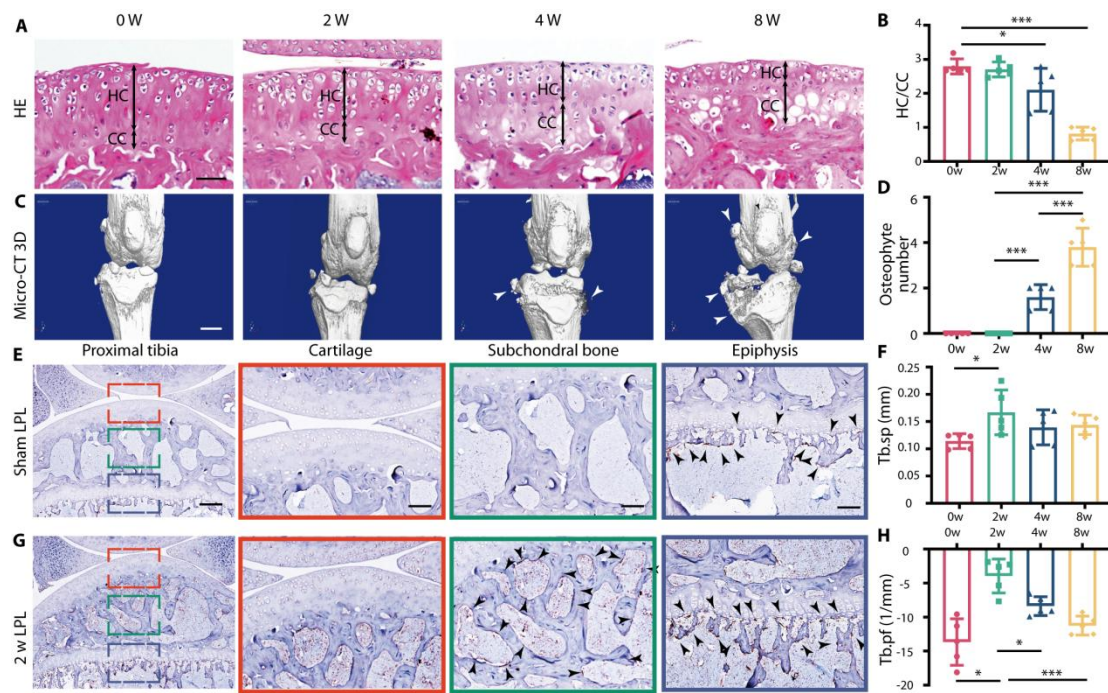 0 W 2 W 4 W 8 W
A
HE
HC CC
HC CC
HC CC
HC CC
B
HC/CC
4
3
2
1
0
0w 2w 4w 8w
*
***
C
Micro-CT 3D
D
Osteophyte
number
6
4
2
0
0w 2w 4w 8w
***
***
***
Proximal tibia Cartilage Subchondral bone Epiphysis
E
Sham LPL
F
Tb.sp (mm)
0.25
0.20
0.15
0.10
0.05
0
0w 2w 4w 8w
*
G
2 w LPL
H
0w 2w 4w 8w
Tb.pf (1/mm)
0
-5
-10
-15
-20
*
*
***